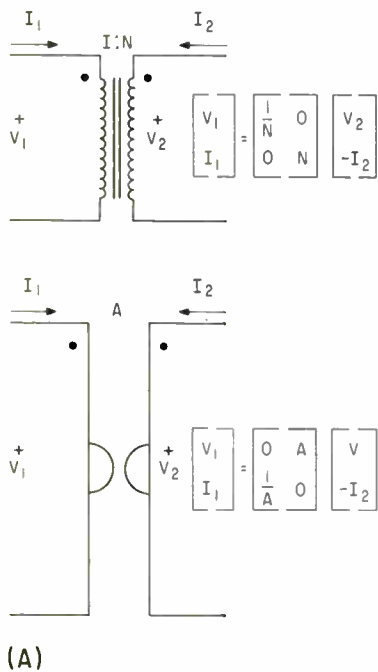 I₁ I:N I₂
+ +
V₁ V₂
[V₁ I₁] = [1/N 0 0 N] [V₂ -I₂]
I₁ A I₂
+ +
V₁ V₂
[V₁ I₁] = [0 A 1/A 0] [V -I₂]
(A)